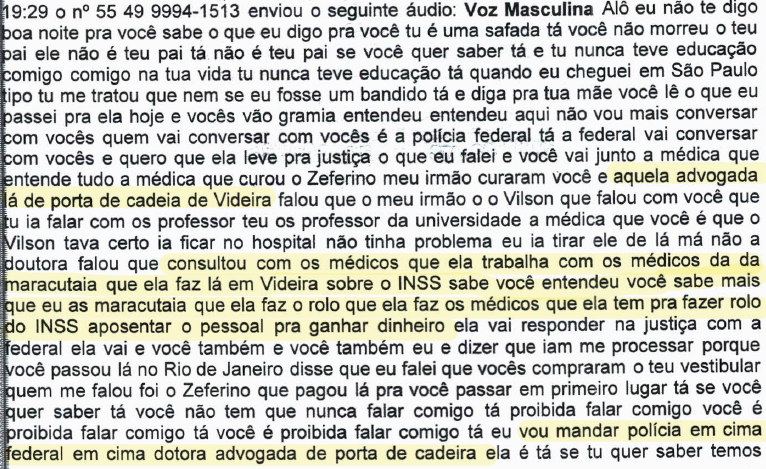 19:29 o nº 55 49 9994-1513 enviou o seguinte áudio: Voz Masculina Alô eu não te digo
boa noite pra você sabe o que eu digo pra você tu é uma safada tá você não morreu o teu
pai ele não é teu pai tá não é teu pai se você quer saber tá e tu nunca teve educação
comigo comigo na tua vida tu nunca teve educação tá quando eu cheguei em São Paulo
tipo tu me tratou que nem se eu fosse um bandido tá e diga pra tua mãe você lê o que eu
passei pra ela hoje e vocês vão gramia entendeu entendeu aqui não vou mais conversar
com vocês quem vai conversar com vocês é a polícia federal tá a federal vai conversar
com vocês e quero que ela leve pra justiça o que eu falei e você vai junto a médica que
entende tudo a médica que curou o Zeferino meu irmão curaram você e aquela advogada
lá de porta de cadeia de Videira falou que o meu irmão o o Vilson que falou com você que
tu ia falar com os professor teu os professor da universidade a médica que você é que o
Vilson tava certo ia ficar no hospital não tinha problema eu ia tirar ele de lá má não a
doutora falou que consultou com os médicos que ela trabalha com os médicos da da
maracutaia que ela faz lá em Videira sobre o INSS sabe você entendeu você sabe mais
que eu as maracutaia que ela faz o rolo que ela faz os médicos que ela tem pra fazer rolo
do INSS aposentar o pessoal pra ganhar dinheiro ela vai responder na justiça com a
federal ela vai e você também e você também eu e dizer que iam me processar porque
você passou lá no Rio de Janeiro disse que eu falei que vocês compraram o teu vestibular
quem me falou foi o Zeferino que pagou lá pra você passar em primeiro lugar tá se você
quer saber tá você não tem que nunca falar comigo tá proibida falar comigo você é
proibida falar comigo tá você é proibida falar comigo tá eu vou mandar polícia em cima
federal em cima dotora advogada de porta de cadeira ela é tá se tu quer saber temos